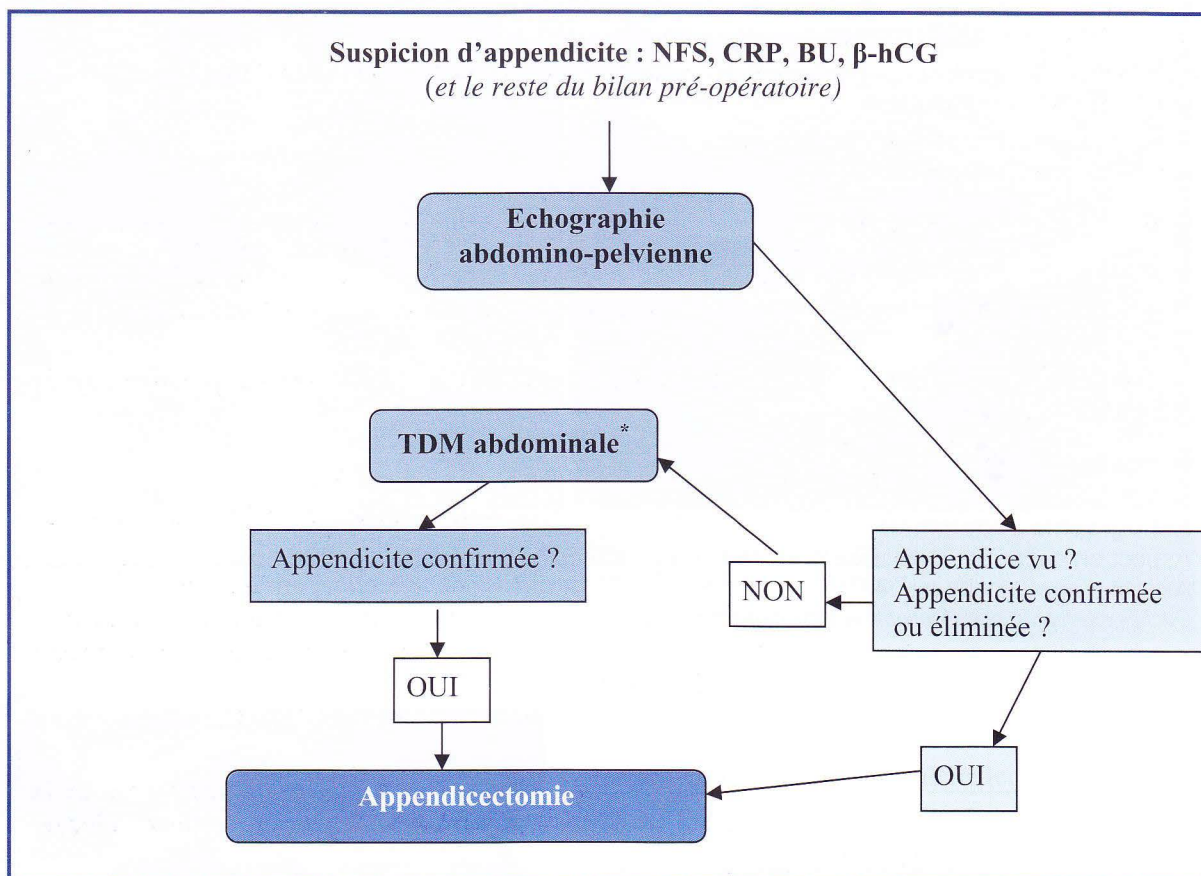 Suspicion d'appendicite : NFS, CRP, BU, β-hCG
(et le reste du bilan pré-opératoire)
Echographie
abdomino-pelvienne
TDM abdominale*
Appendicite confirmée ?
NON
Appendice vu ?
Appendicite confirmée
ou éliminée ?
OUI
OUI
Appendicectomie